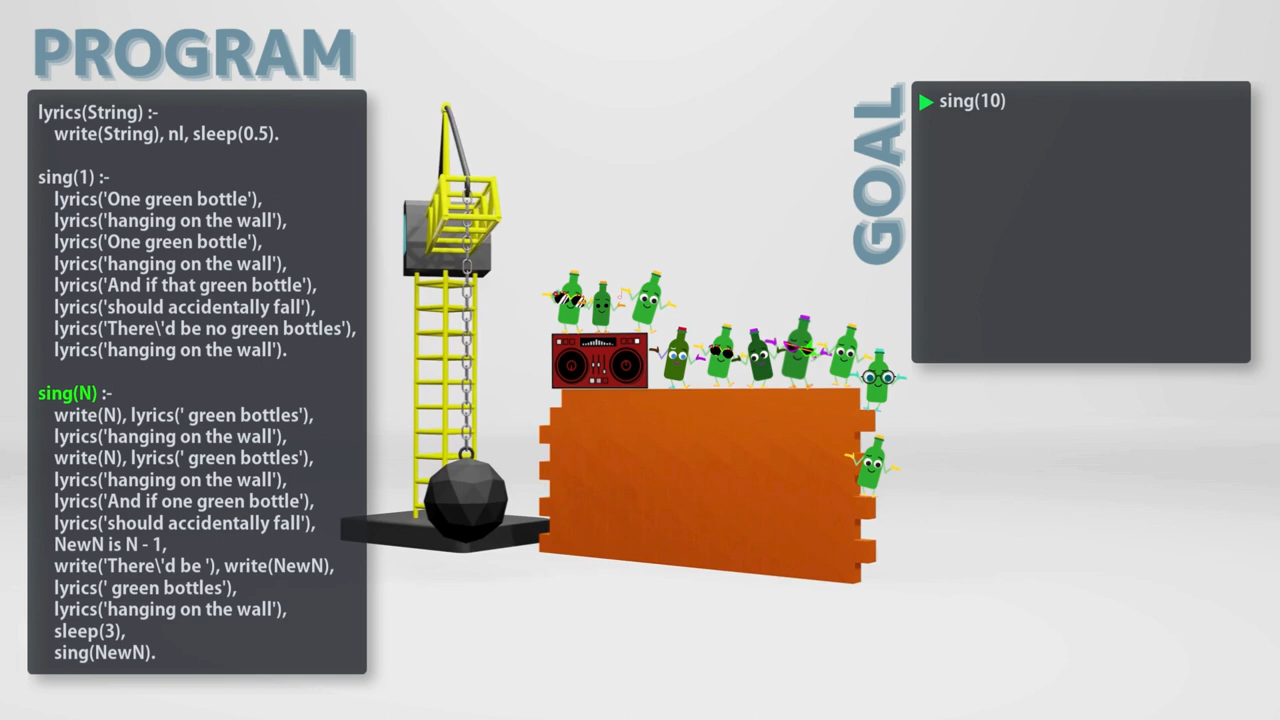 PROGRAM
lyrics(String) :-
write(String), nl, sleep(0.5).
sing(1) :-
lyrics('One green bottle'),
lyrics('hanging on the wall'),
lyrics('One green bottle'),
lyrics('hanging on the wall'),
lyrics('And if that green bottle'),
lyrics('should accidentally fall'),
lyrics('There\'d be no green bottles'),
lyrics('hanging on the wall').
sing(N) :-
write(N), lyrics(' green bottles'),
lyrics('hanging on the wall'),
write(N), lyrics(' green bottles'),
lyrics('hanging on the wall'),
lyrics('And if one green bottle'),
lyrics('should accidentally fall'),
NewN is N - 1,
write('There\'d be '), write(NewN),
lyrics(' green bottles'),
lyrics('hanging on the wall'),
sleep(3),
sing(NewN).
GOAL
sing(10)